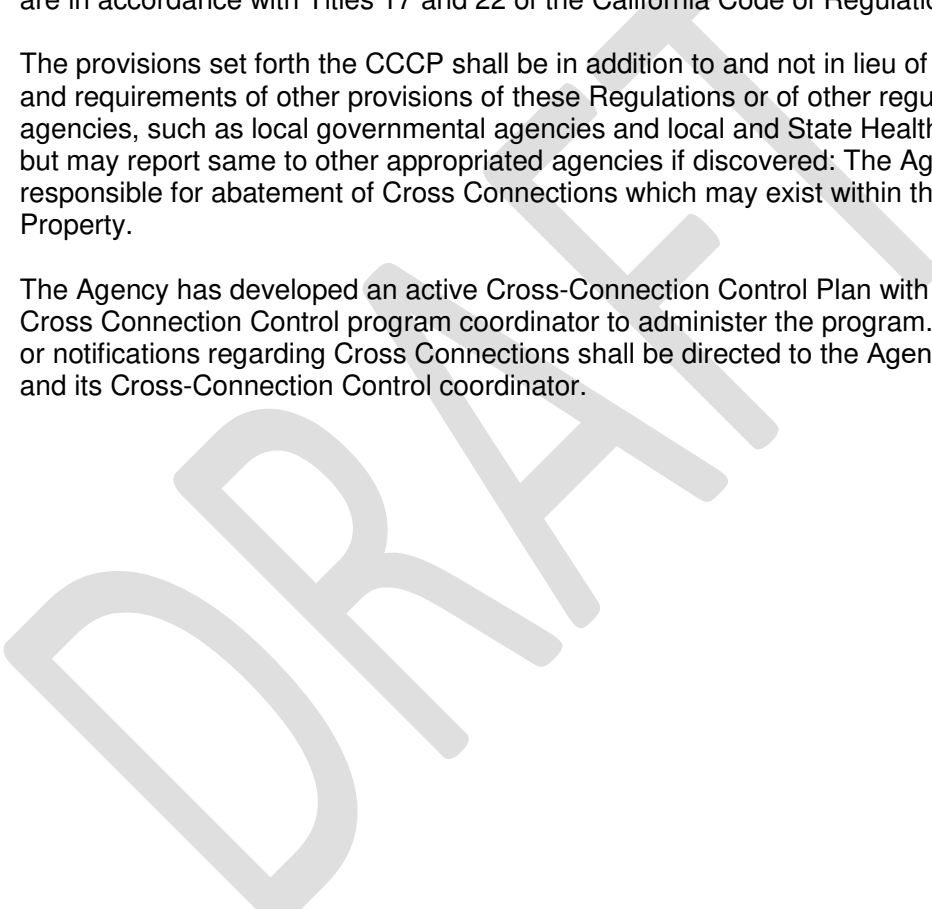 are in accordance with Titles 17 and 22 of the California Code of Regulatio
The provisions set forth the CCCP shall be in addition to and not in lieu of
and requirements of other provisions of these Regulations or of other regu
agencies, such as local governmental agencies and local and State Health
but may report same to other appropriated agencies if discovered: The Ag
responsible for abatement of Cross Connections which may exist within th
Property.
The Agency has developed an active Cross-Connection Control Plan with
Cross Connection Control program coordinator to administer the program.
or notifications regarding Cross Connections shall be directed to the Agen
and its Cross-Connection Control coordinator.
DRAFT